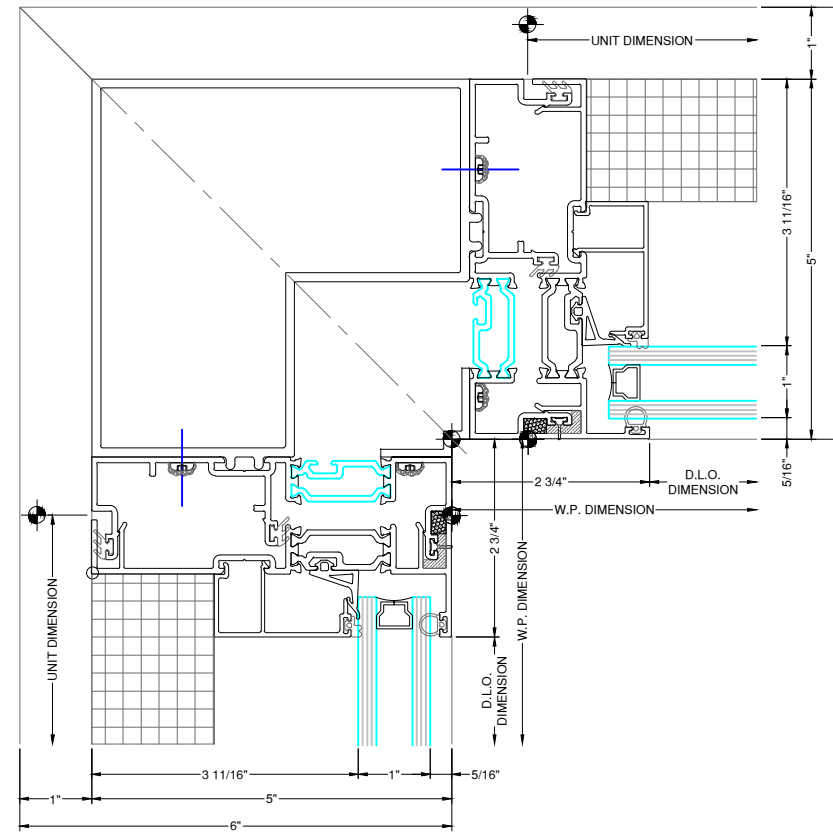 UNIT DIMENSION
1"
3 11/16"
5"
1"
5/16"
2 3/4"
D.L.O.
DIMENSION
W.P. DIMENSION
2 3/4"
W.P. DIMENSION
UNIT DIMENSION
D.L.O.
DIMENSION
3 11/16"
1"
5/16"
1"
5"
6"